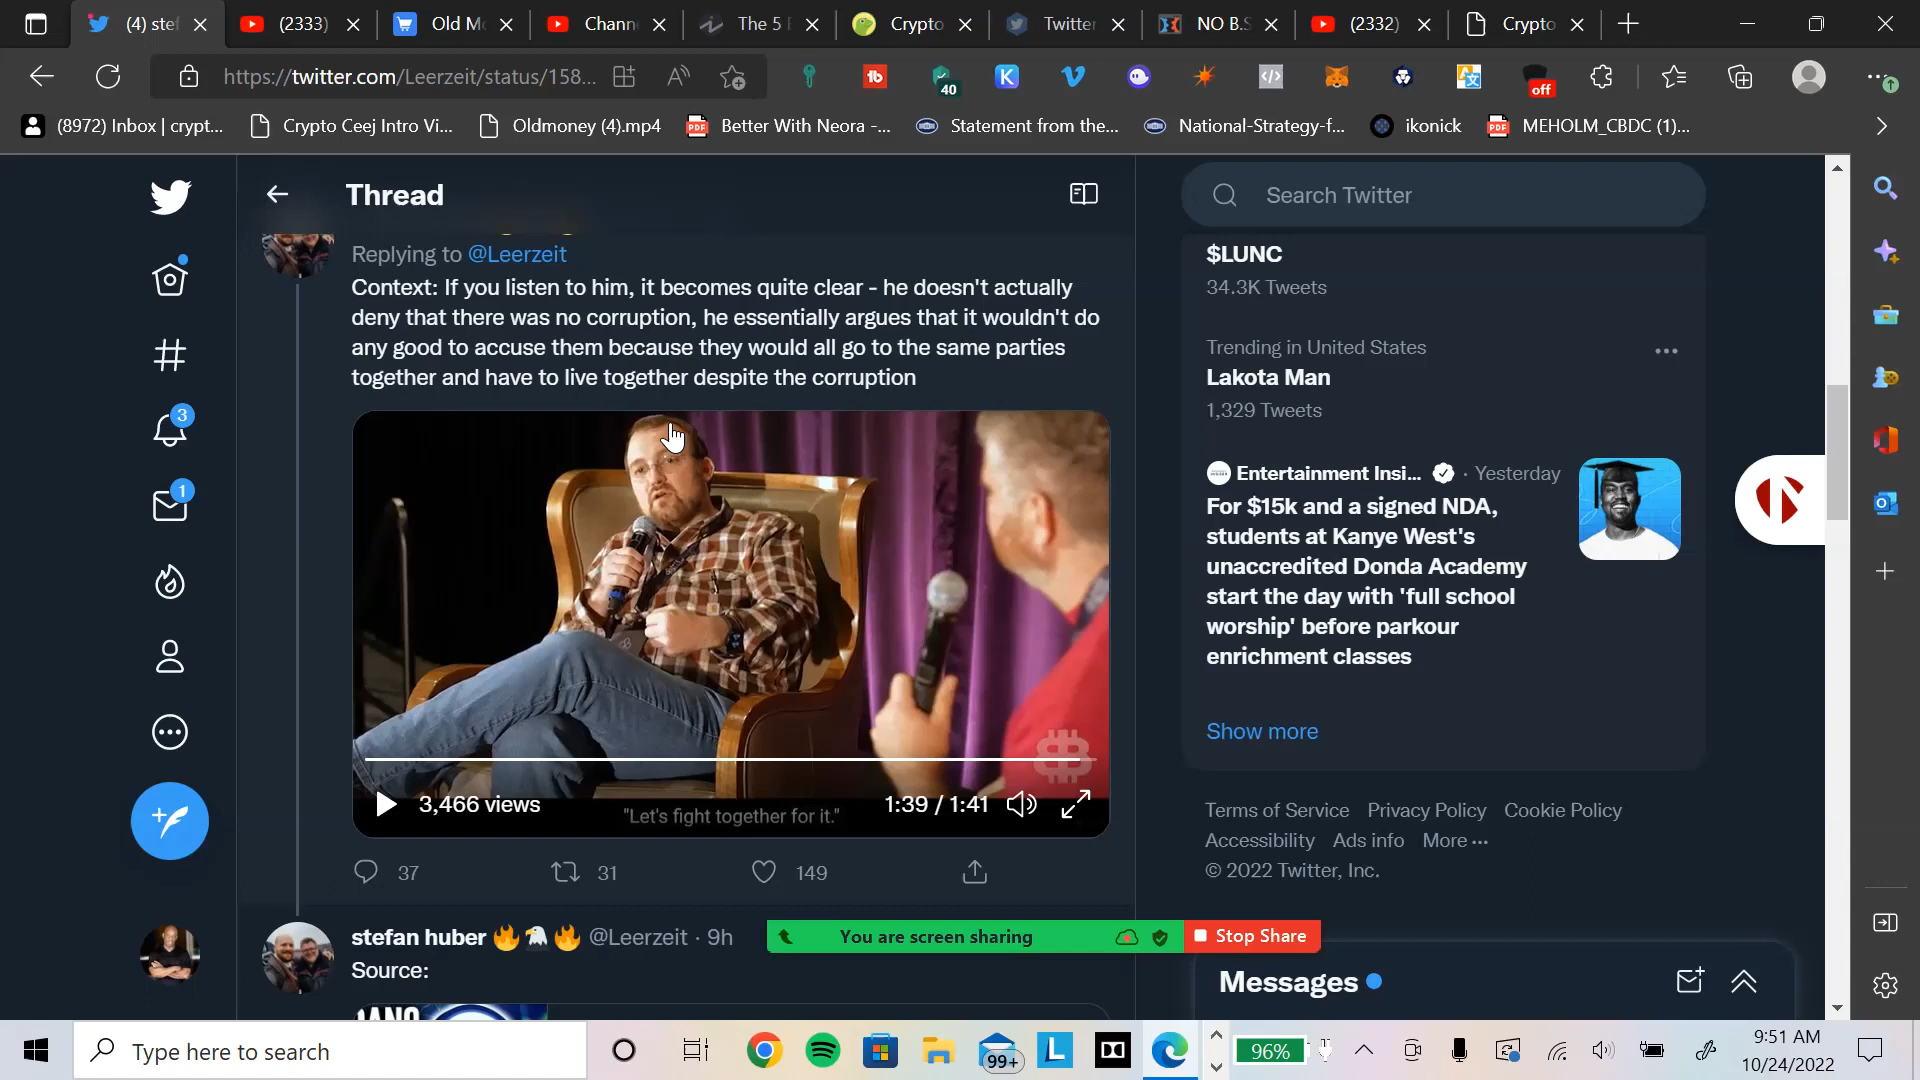 (4) stef
(2333)
Old Mo
Chann
The 5
Crypto
Twitter
NO B.S
(2332)
Crypto
https://twitter.com/Leerzeit/status/158...
40
off
(8972) Inbox | crypt...
Crypto Ceej Intro Vi...
Oldmoney (4).mp4
Better With Neora -...
Statement from the...
National-Strategy-f...
ikonick
MEHOLM_CBDC (1)...
Thread
Search Twitter
Replying to @Leerzeit
Context: If you listen to him, it becomes quite clear - he doesn't actually
deny that there was no corruption, he essentially argues that it wouldn't do
any good to accuse them because they would all go to the same parties
together and have to live together despite the corruption
3,466 views
"Let's fight together for it."
1:39 / 1:41
37
31
149
stefan huber @Leerzeit · 9h
Source:
$LUNC
34.3K Tweets
Trending in United States
Lakota Man
1,329 Tweets
Entertainment Insi... · Yesterday
For $15k and a signed NDA,
students at Kanye West's
unaccredited Donda Academy
start the day with 'full school
worship' before parkour
enrichment classes
Show more
Terms of Service Privacy Policy Cookie Policy
Accessibility Ads info More ···
© 2022 Twitter, Inc.
You are screen sharing
Stop Share
Messages
3
1
Type here to search
99+
96%
9:51 AM
10/24/2022